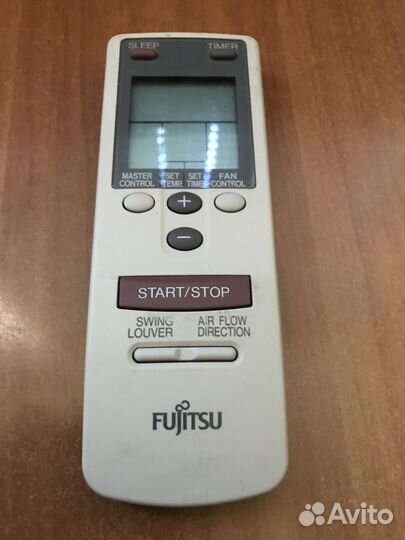 SLEEP TIMER
MASTER CONTROL
SET TEMP.
SET TIME
FAN CONTROL
+
−
START/STOP
SWING LOUVER
AIR FLOW DIRECTION
FUJITSU
Avito